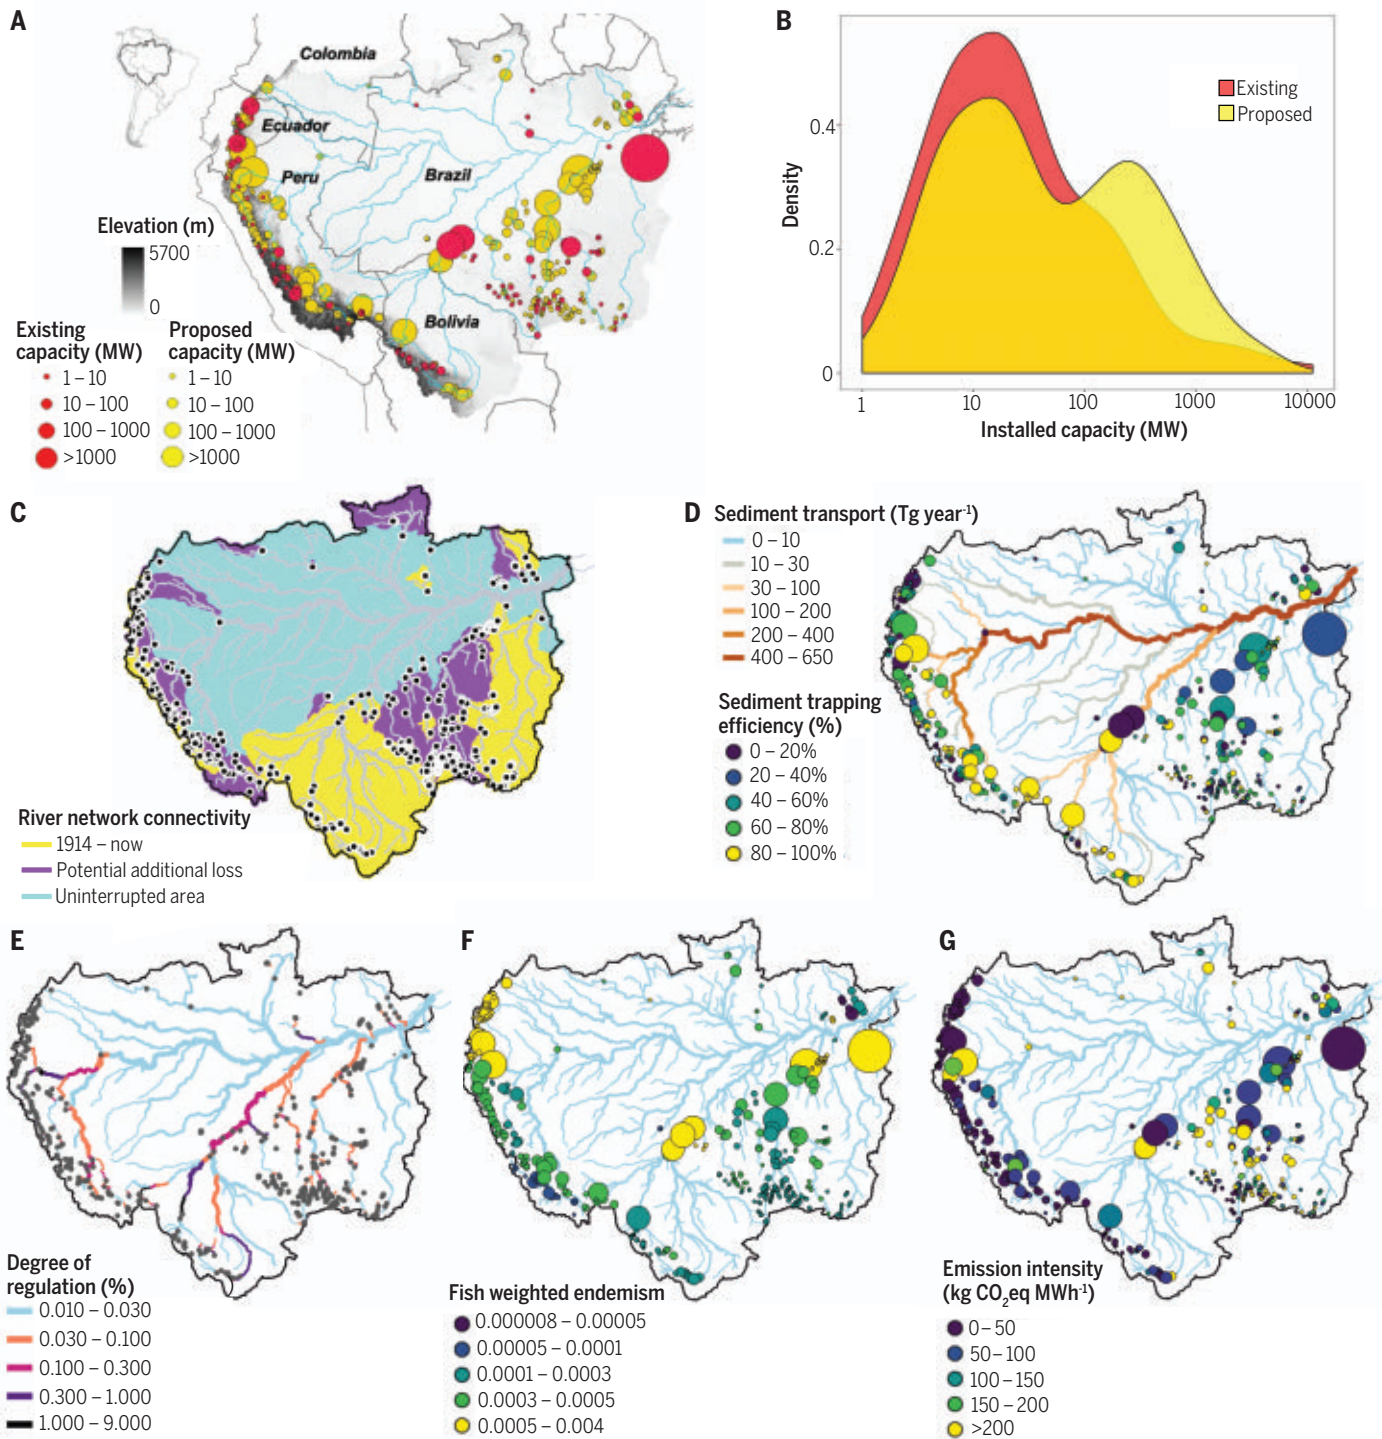 A
Colombia
Ecuador
Peru
Brazil
Bolivia
Elevation (m)
5700
0
Existing
capacity (MW)
1 – 10
10 – 100
100 – 1000
>1000
Proposed
capacity (MW)
1 – 10
10 – 100
100 – 1000
>1000
B
Existing
Proposed
Density
0.4
0.2
0
1
10
100
1000
10000
Installed capacity (MW)
C
River network connectivity
1914 – now
Potential additional loss
Uninterrupted area
D
Sediment transport (Tg year⁻¹)
0 – 10
10 – 30
30 – 100
100 – 200
200 – 400
400 – 650
Sediment trapping
efficiency (%)
0 – 20%
20 – 40%
40 – 60%
60 – 80%
80 – 100%
E
Degree of
regulation (%)
0.010 – 0.030
0.030 – 0.100
0.100 – 0.300
0.300 – 1.000
1.000 – 9.000
F
Fish weighted endemism
0.000008 – 0.00005
0.00005 – 0.0001
0.0001 – 0.0003
0.0003 – 0.0005
0.0005 – 0.004
G
Emission intensity
(kg CO₂eq MWh⁻¹)
0 – 50
50 – 100
100 – 150
150 – 200
>200